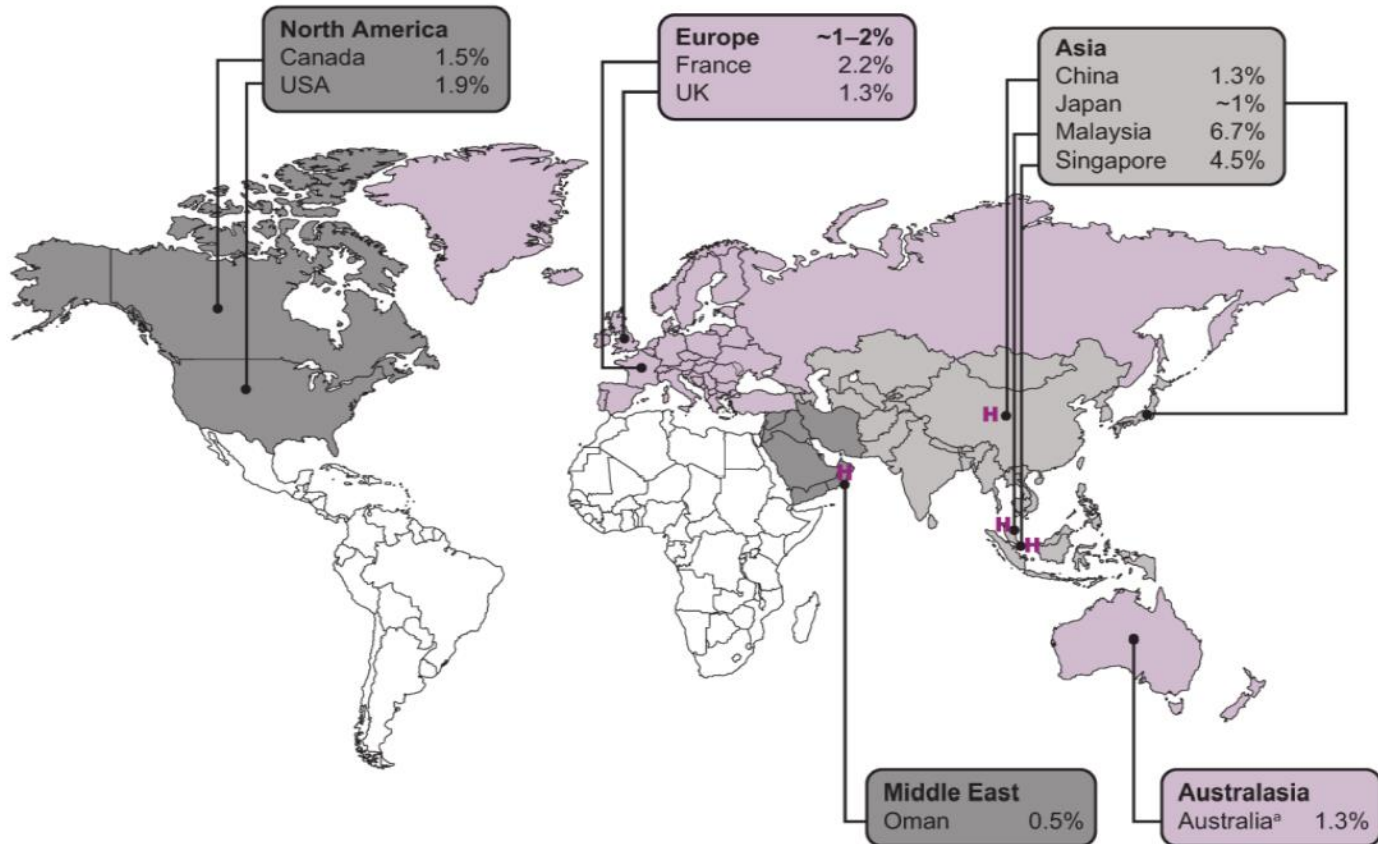 North America
Canada 1.5%
USA 1.9%
Europe ~1–2%
France 2.2%
UK 1.3%
Asia
China 1.3%
Japan ~1%
Malaysia 6.7%
Singapore 4.5%
H
H
H
H
Middle East
Oman 0.5%
Australasia
Australiaᵃ 1.3%